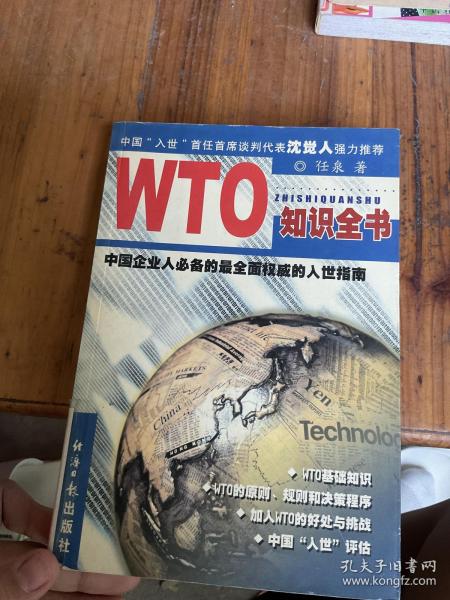 中国“入世”首任首席谈判代表沈觉人强力推荐
◎ 任泉 著
WTO
ZHISHIQUANSHU
知识全书
中国企业人必备的最全面权威的入世指南
China
HONG KONG
Yen
Technolo
◆ WTO基础知识
◆ WTO的原则、规则和决策程序
◆ 加入WTO的好处与挑战
◆ 中国“入世”评估
经济日报出版社
孔夫子旧书网
www.kongfz.com